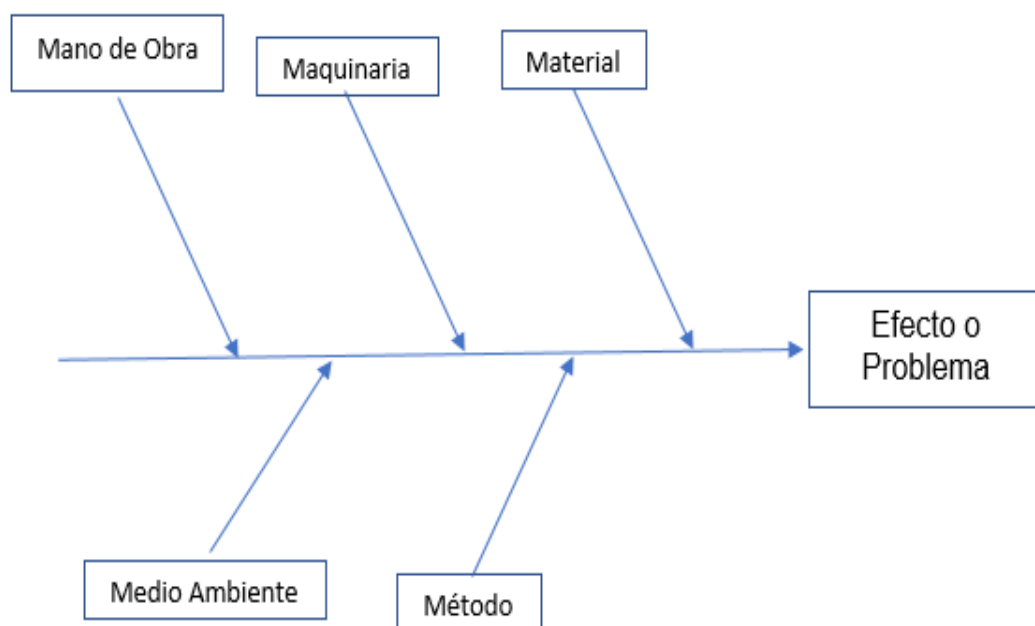 Mano de Obra
Maquinaria
Material
Efecto o
Problema
Medio Ambiente
Método